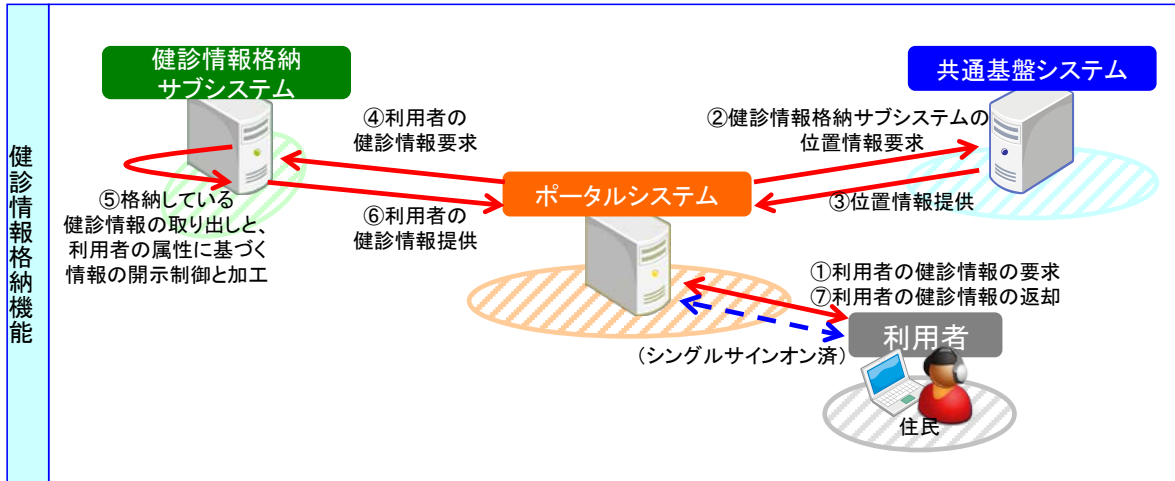 健診情報格納機能
健診情報格納
サブシステム
共通基盤システム
④利用者の
健診情報要求
②健診情報格納サブシステムの
位置情報要求
ポータルシステム
③位置情報提供
⑤格納している
健診情報の取り出しと、
利用者の属性に基づく
情報の開示制御と加工
⑥利用者の
健診情報提供
①利用者の健診情報の要求
⑦利用者の健診情報の返却
利用者
（シングルサインオン済）
住民